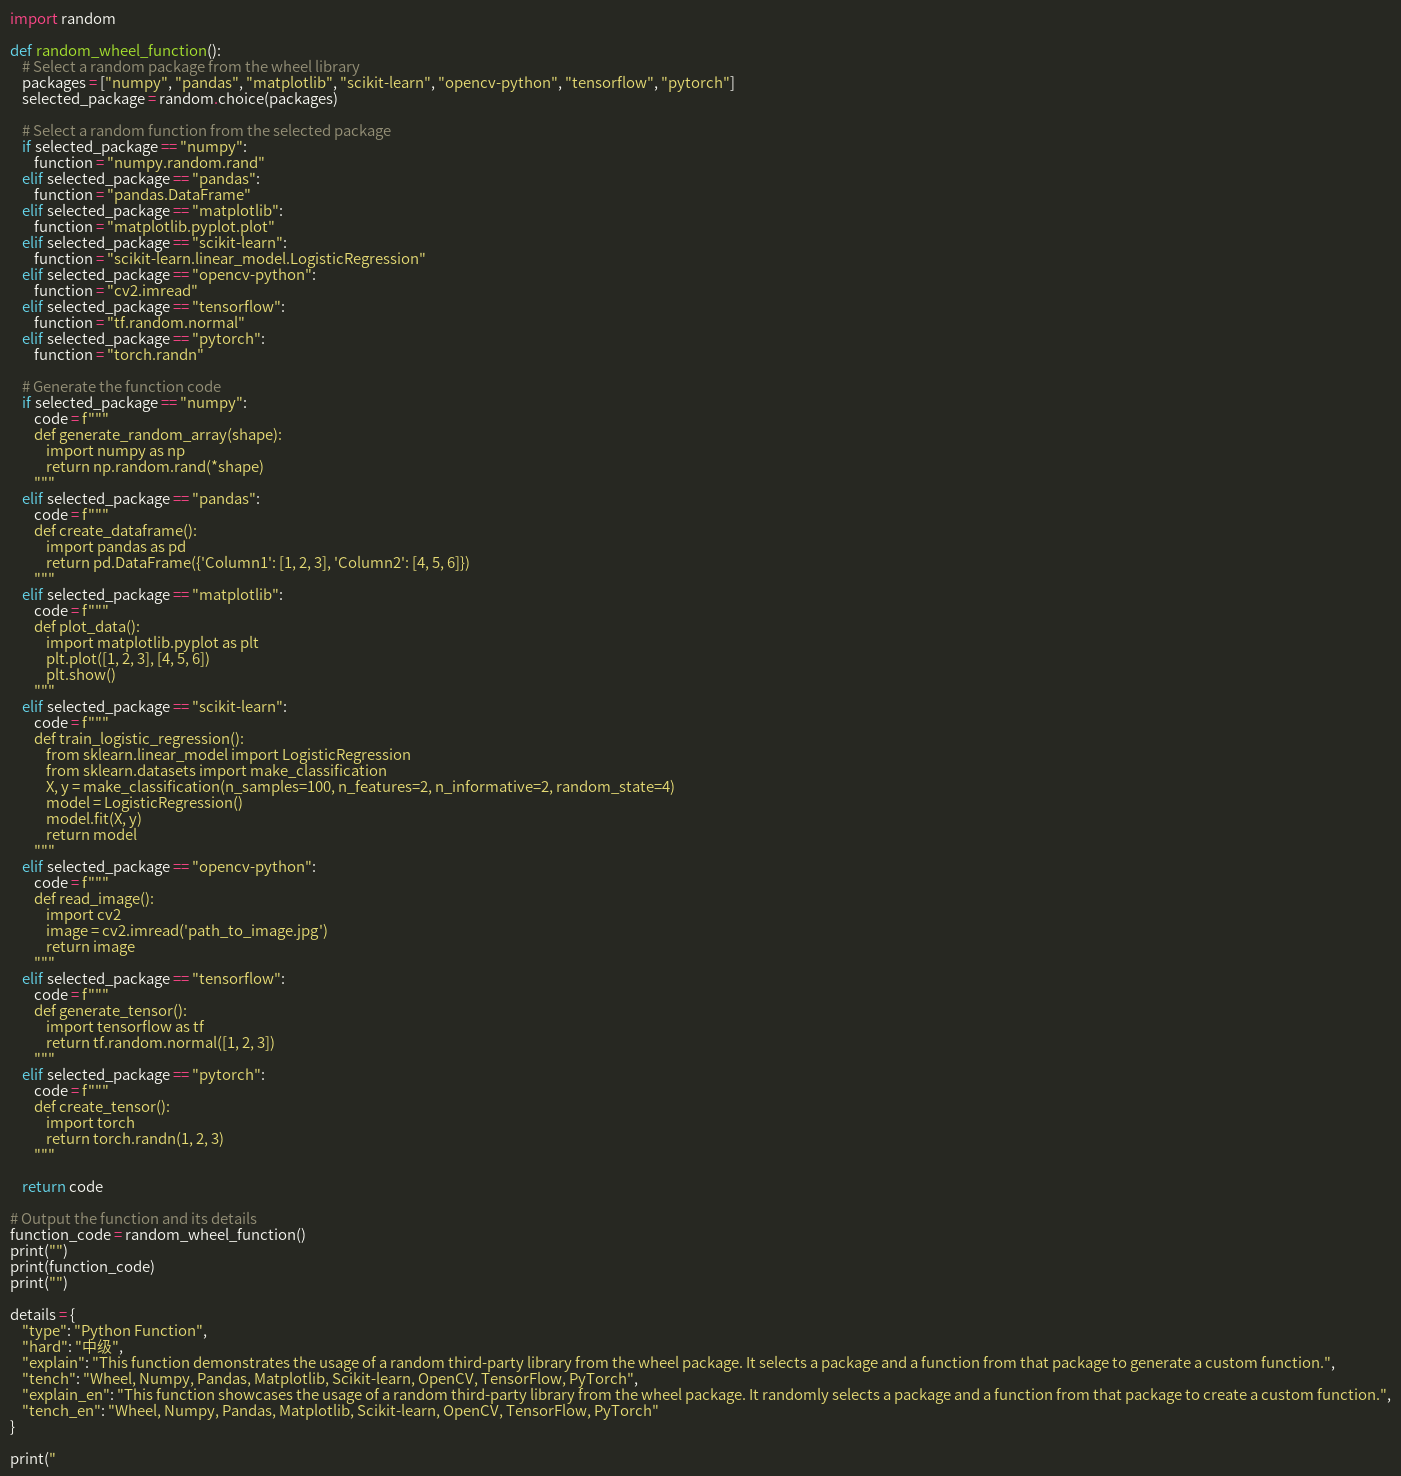 import random

def random_wheel_function():
    # Select a random package from the wheel library
    packages = ["numpy", "pandas", "matplotlib", "scikit-learn", "opencv-python", "tensorflow", "pytorch"]
    selected_package = random.choice(packages)

    # Select a random function from the selected package
    if selected_package == "numpy":
        function = "numpy.random.rand"
    elif selected_package == "pandas":
        function = "pandas.DataFrame"
    elif selected_package == "matplotlib":
        function = "matplotlib.pyplot.plot"
    elif selected_package == "scikit-learn":
        function = "scikit-learn.linear_model.LogisticRegression"
    elif selected_package == "opencv-python":
        function = "cv2.imread"
    elif selected_package == "tensorflow":
        function = "tf.random.normal"
    elif selected_package == "pytorch":
        function = "torch.randn"

    # Generate the function code
    if selected_package == "numpy":
        code = f"""
        def generate_random_array(shape):
            import numpy as np
            return np.random.rand(*shape)
        """
    elif selected_package == "pandas":
        code = f"""
        def create_dataframe():
            import pandas as pd
            return pd.DataFrame({'Column1': [1, 2, 3], 'Column2': [4, 5, 6]})
        """
    elif selected_package == "matplotlib":
        code = f"""
        def plot_data():
            import matplotlib.pyplot as plt
            plt.plot([1, 2, 3], [4, 5, 6])
            plt.show()
        """
    elif selected_package == "scikit-learn":
        code = f"""
        def train_logistic_regression():
            from sklearn.linear_model import LogisticRegression
            from sklearn.datasets import make_classification
            X, y = make_classification(n_samples=100, n_features=2, n_informative=2, random_state=4)
            model = LogisticRegression()
            model.fit(X, y)
            return model
        """
    elif selected_package == "opencv-python":
        code = f"""
        def read_image():
            import cv2
            image = cv2.imread('path_to_image.jpg')
            return image
        """
    elif selected_package == "tensorflow":
        code = f"""
        def generate_tensor():
            import tensorflow as tf
            return tf.random.normal([1, 2, 3])
        """
    elif selected_package == "pytorch":
        code = f"""
        def create_tensor():
            import torch
            return torch.randn(1, 2, 3)
        """

    return code

# Output the function and its details
function_code = random_wheel_function()
print("")
print(function_code)
print("")

details = {
    "type": "Python Function",
    "hard": "中级",
    "explain": "This function demonstrates the usage of a random third-party library from the wheel package. It selects a package and a function from that package to generate a custom function.",
    "tench": "Wheel, Numpy, Pandas, Matplotlib, Scikit-learn, OpenCV, TensorFlow, PyTorch",
    "explain_en": "This function showcases the usage of a random third-party library from the wheel package. It randomly selects a package and a function from that package to create a custom function.",
    "tench_en": "Wheel, Numpy, Pandas, Matplotlib, Scikit-learn, OpenCV, TensorFlow, PyTorch"
}

print("